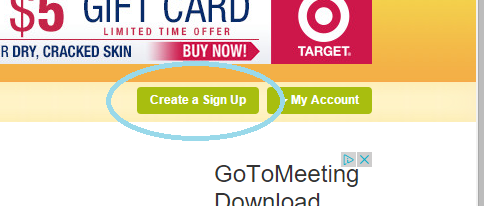 $5 GIFT CARD
LIMITED TIME OFFER
R DRY, CRACKED SKIN
BUY NOW!
TARGET.
Create a Sign Up
My Account
GoToMeeting
Download